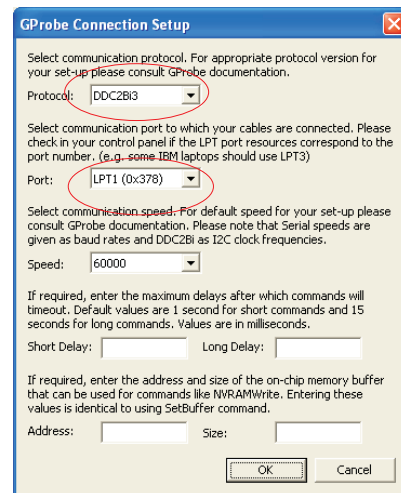 GProbe Connection Setup
Select communication protocol. For appropriate protocol version for
your set-up please consult GProbe documentation.
Protocol: DDC2Bi3
Select communication port to which your cables are connected. Please
check in your control panel if the LPT port resources correspond to the
port number. (e.g. some IBM laptops should use LPT3)
Port: LPT1 (0x378)
Select communication speed. For default speed for your set-up please
consult GProbe documentation. Please note that Serial speeds are
given as baud rates and DDC2Bi as I2C clock frequencies.
Speed: 60000
If required, enter the maximum delays after which commands will
timeout. Default values are 1 second for short commands and 15
seconds for long commands. Values are in milliseconds.
Short Delay: Long Delay:
If required, enter the address and size of the on-chip memory buffer
that can be used for commands like NVRAMWrite. Entering these
values is identical to using SetBuffer command.
Address: Size:
OK Cancel